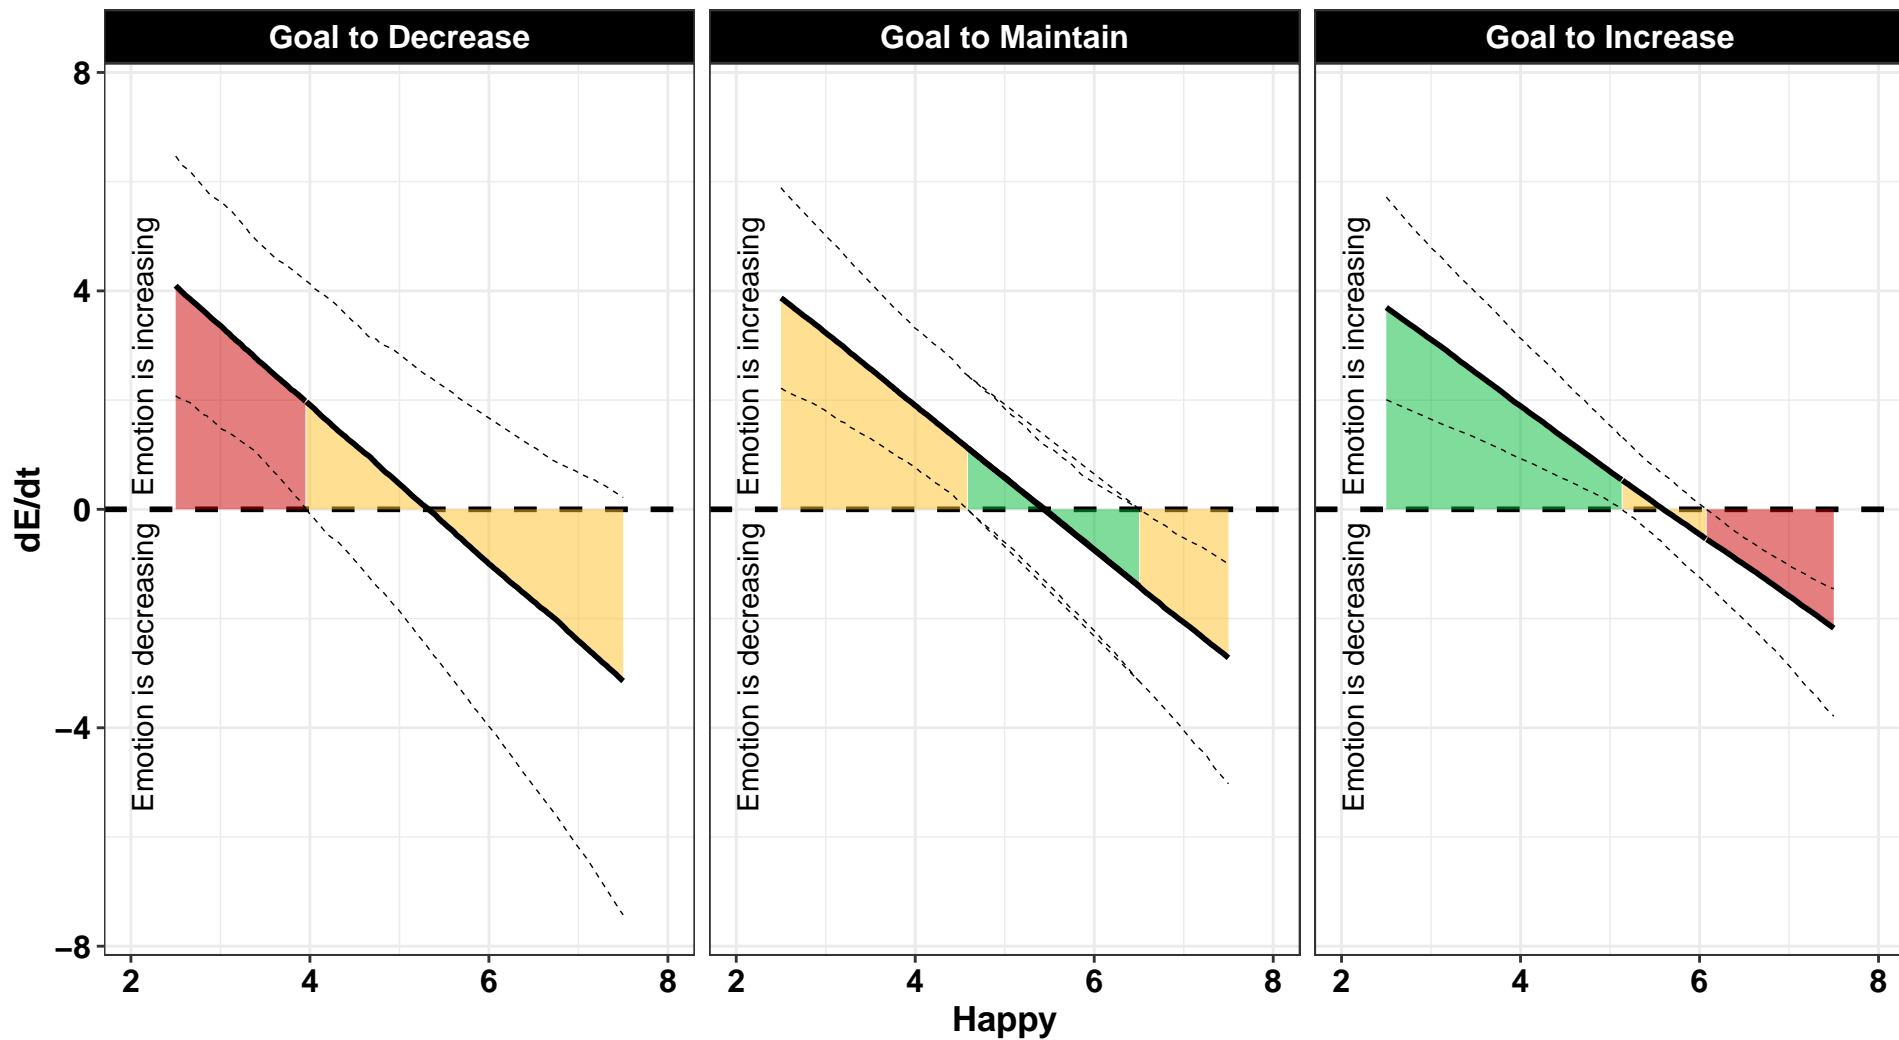 Goal to Decrease
Goal to Maintain
Goal to Increase
8
4
0
−4
−8
dE/dt
Emotion is increasing
Emotion is decreasing
Emotion is increasing
Emotion is decreasing
Emotion is increasing
Emotion is decreasing
2 4 6 8
2 4 6 8
2 4 6 8
Happy